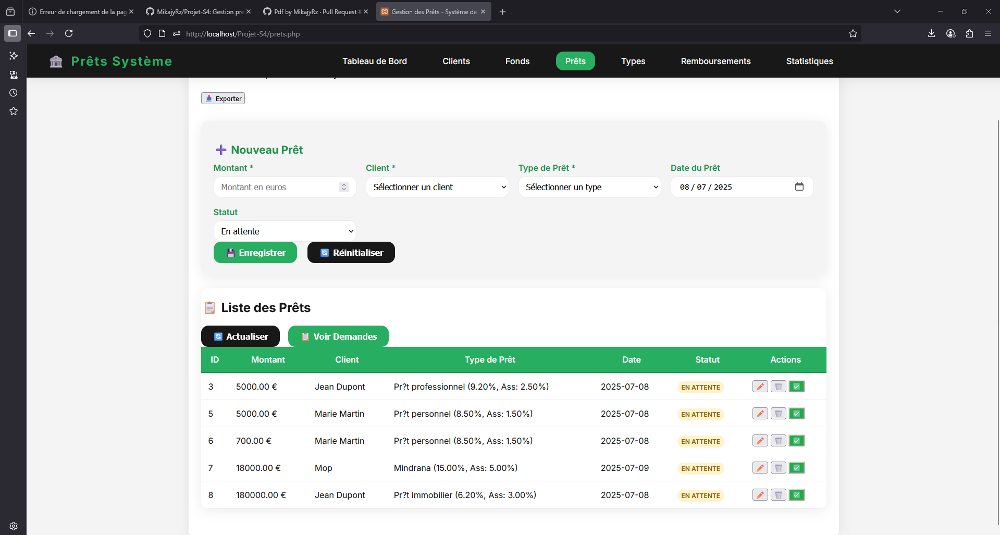 Erreur de chargement de la pag
MikajyRz/Projet-S4: Gestion pre
Pdf by MikajyRz · Pull Request #
Gestion des Prêts - Système de
http://localhost/Projet-S4/prets.php
Prêts Système
Tableau de Bord
Clients
Fonds
Prêts
Types
Remboursements
Statistiques
Exporter
Nouveau Prêt
Montant *
Client *
Type de Prêt *
Date du Prêt
Montant en euros
Sélectionner un client
Sélectionner un type
08 / 07 / 2025
Statut
En attente
Enregistrer
Réinitialiser
Liste des Prêts
Actualiser
Voir Demandes
ID Montant Client Type de Prêt Date Statut Actions
3 5000.00 € Jean Dupont Pr?t professionnel (9.20%, Ass: 2.50%) 2025-07-08 EN ATTENTE
5 5000.00 € Marie Martin Pr?t personnel (8.50%, Ass: 1.50%) 2025-07-08 EN ATTENTE
6 700.00 € Marie Martin Pr?t personnel (8.50%, Ass: 1.50%) 2025-07-08 EN ATTENTE
7 18000.00 € Mop Mindrana (15.00%, Ass: 5.00%) 2025-07-09 EN ATTENTE
8 180000.00 € Jean Dupont Pr?t immobilier (6.20%, Ass: 3.00%) 2025-07-08 EN ATTENTE